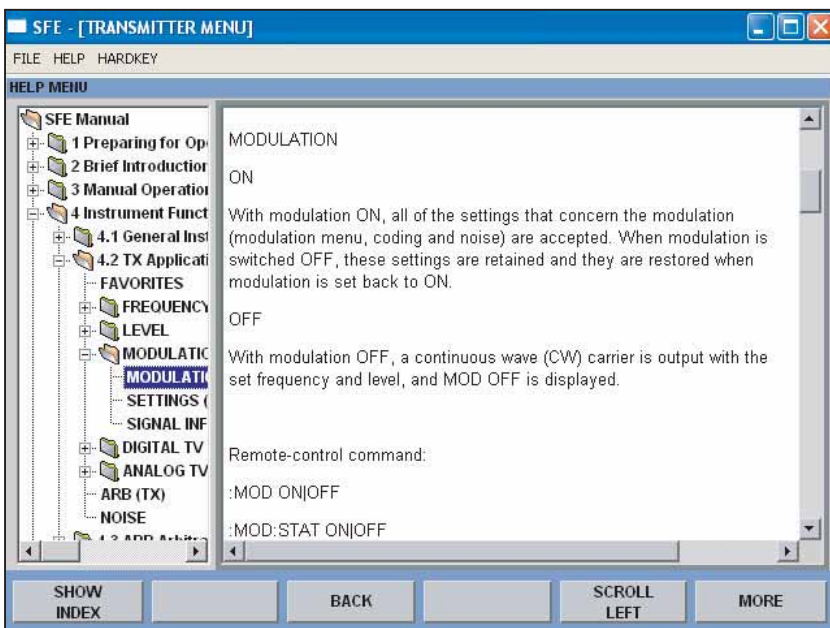 SFE - [TRANSMITTER MENU]
FILE HELP HARDKEY
HELP MENU
SFE Manual
1 Preparing for Op
2 Brief Introduction
3 Manual Operation
4 Instrument Funct
4.1 General Inst
4.2 TX Applicati
FAVORITES
FREQUENCY
LEVEL
MODULATIC
MODULATI
SETTINGS (
SIGNAL INF
DIGITAL TV
ANALOG TV
ARB (TX)
NOISE
MODULATION
ON
With modulation ON, all of the settings that concern the modulation
(modulation menu, coding and noise) are accepted. When modulation is
switched OFF, these settings are retained and they are restored when
modulation is set back to ON.
OFF
With modulation OFF, a continuous wave (CW) carrier is output with the
set frequency and level, and MOD OFF is displayed.
Remote-control command:
:MOD ON|OFF
:MOD:STAT ON|OFF
SHOW
INDEX
BACK
SCROLL
LEFT
MORE